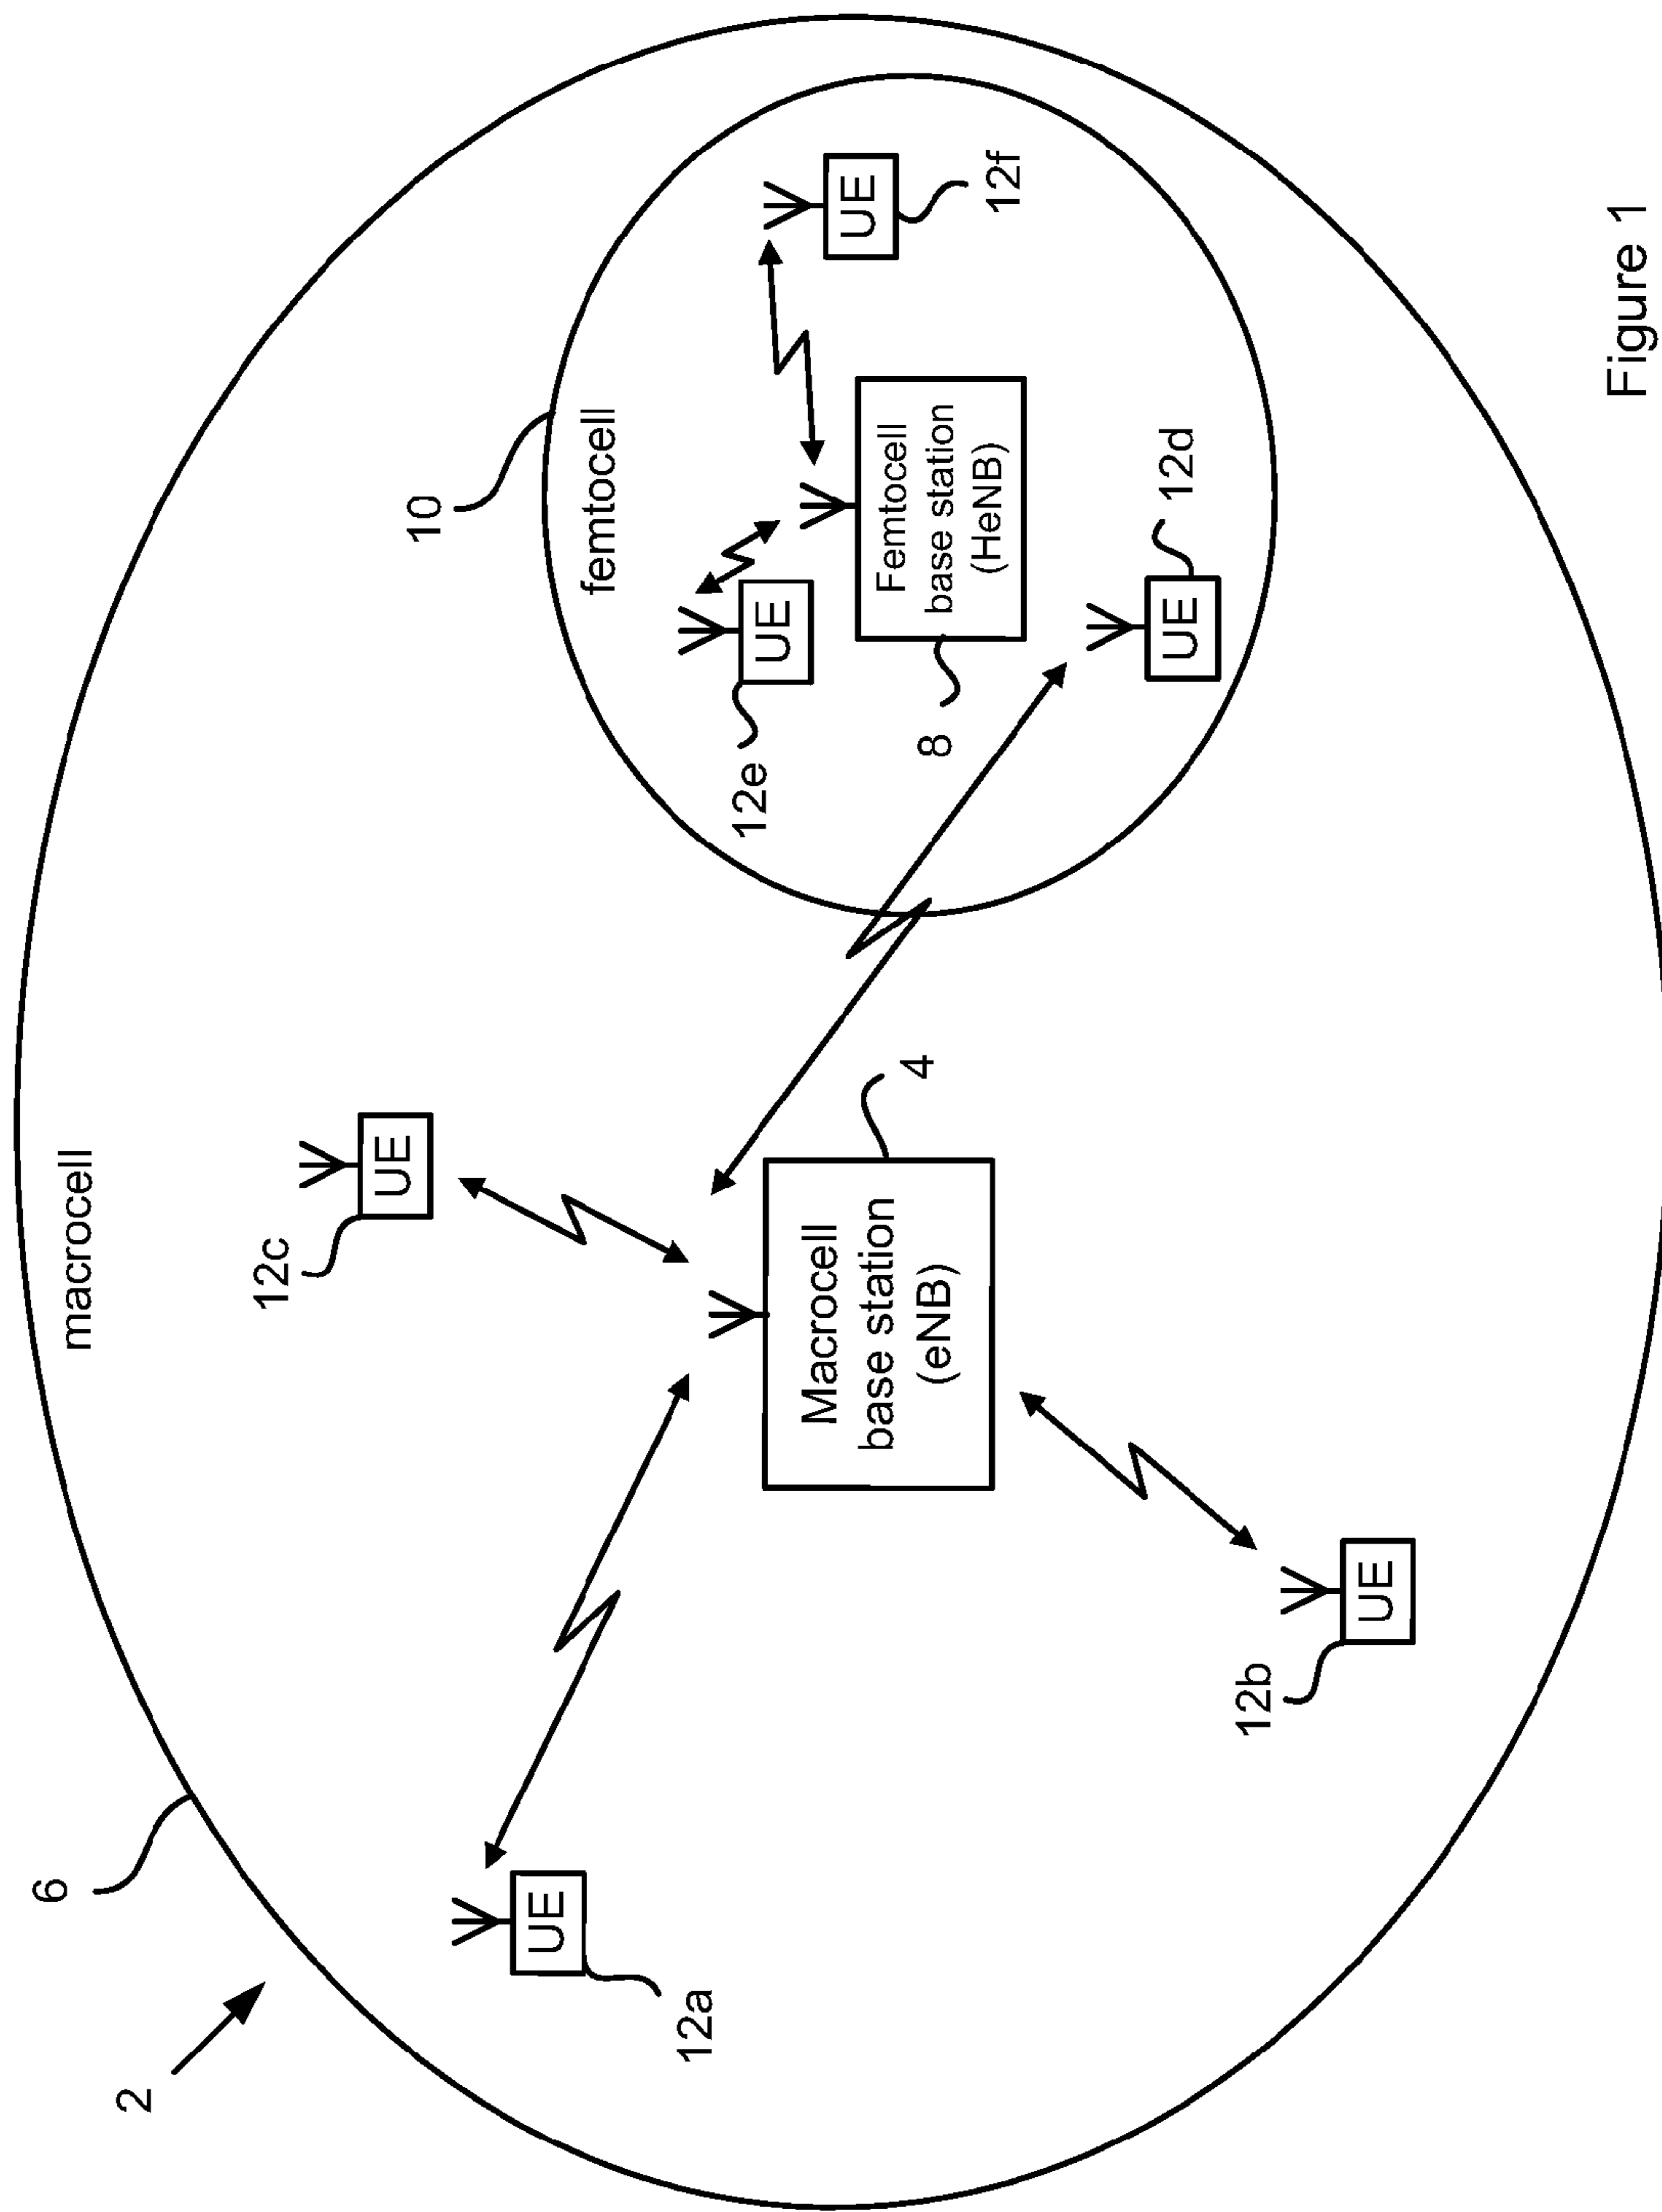 2
6
macrocell
12c
UE
10
femtocell
12e
UE
UE
12f
Femtocell
base station
(HeNB)
8
UE
12d
UE
12a
Macrocell
base station
(eNB)
4
12b
UE
Figure 1